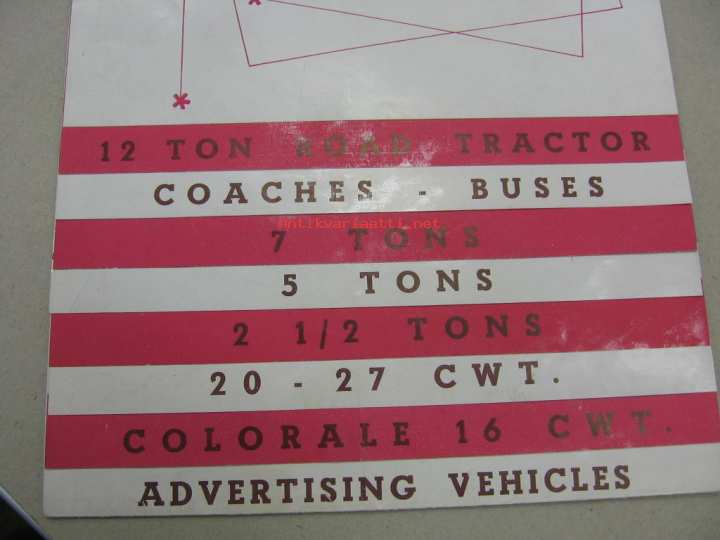 12 TON ROAD TRACTOR
COACHES - BUSES
antikvariaatti.net
7 TONS
5 TONS
2 1/2 TONS
20 - 27 CWT.
COLORALE 16 CWT.
ADVERTISING VEHICLES